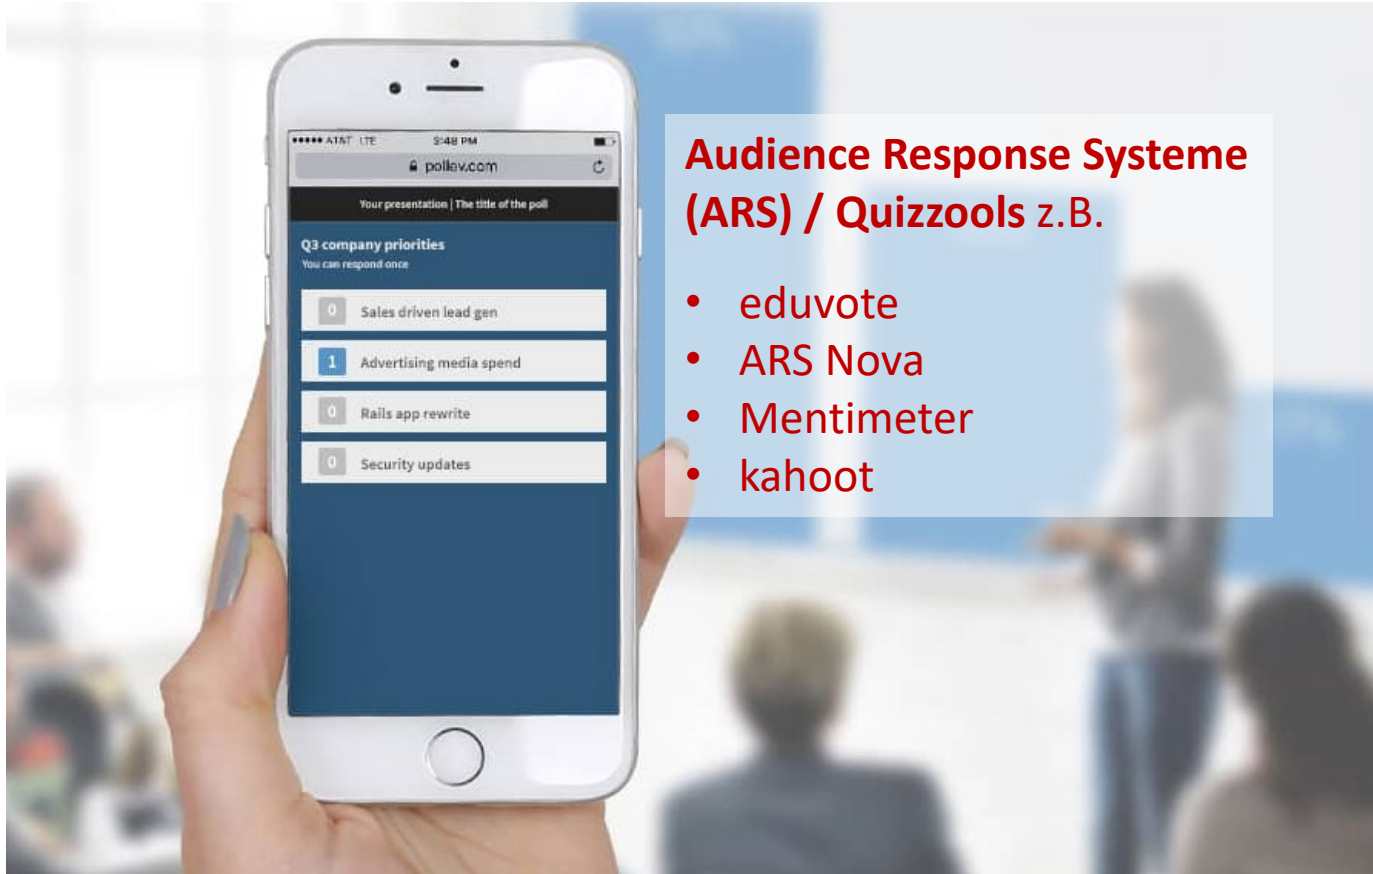 ●●●●● AT&T LTE 3:48 PM
pollev.com
Your presentation | The title of the poll
Q3 company priorities
You can respond once
0 Sales driven lead gen
1 Advertising media spend
0 Rails app rewrite
0 Security updates
Audience Response Systeme
(ARS) / Quizzools z.B.
• eduvote
• ARS Nova
• Mentimeter
• kahoot